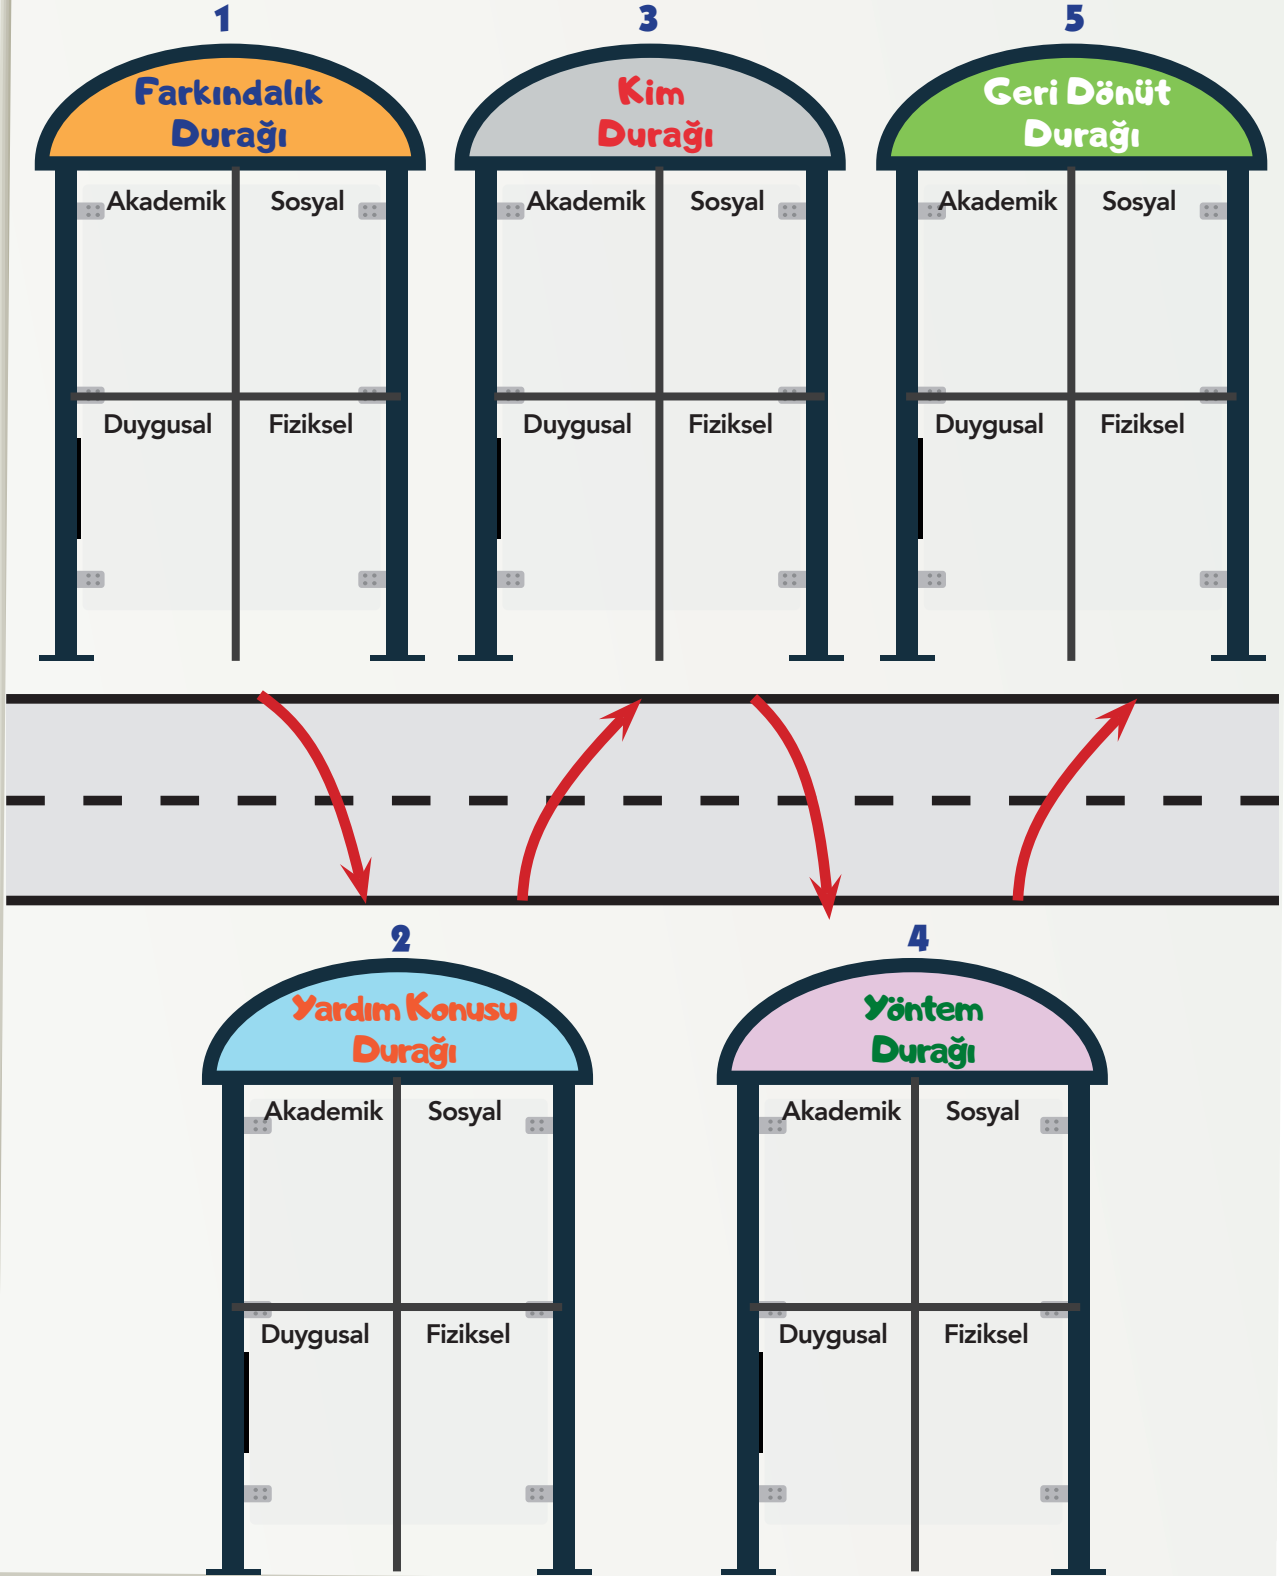 1
Farkındalık
Durağı
Akademik Sosyal
Duygusal Fiziksel
3
Kim
Durağı
Akademik Sosyal
Duygusal Fiziksel
5
Geri Dönüt
Durağı
Akademik Sosyal
Duygusal Fiziksel
2
Yardım Konusu
Durağı
Akademik Sosyal
Duygusal Fiziksel
4
Yöntem
Durağı
Akademik Sosyal
Duygusal Fiziksel